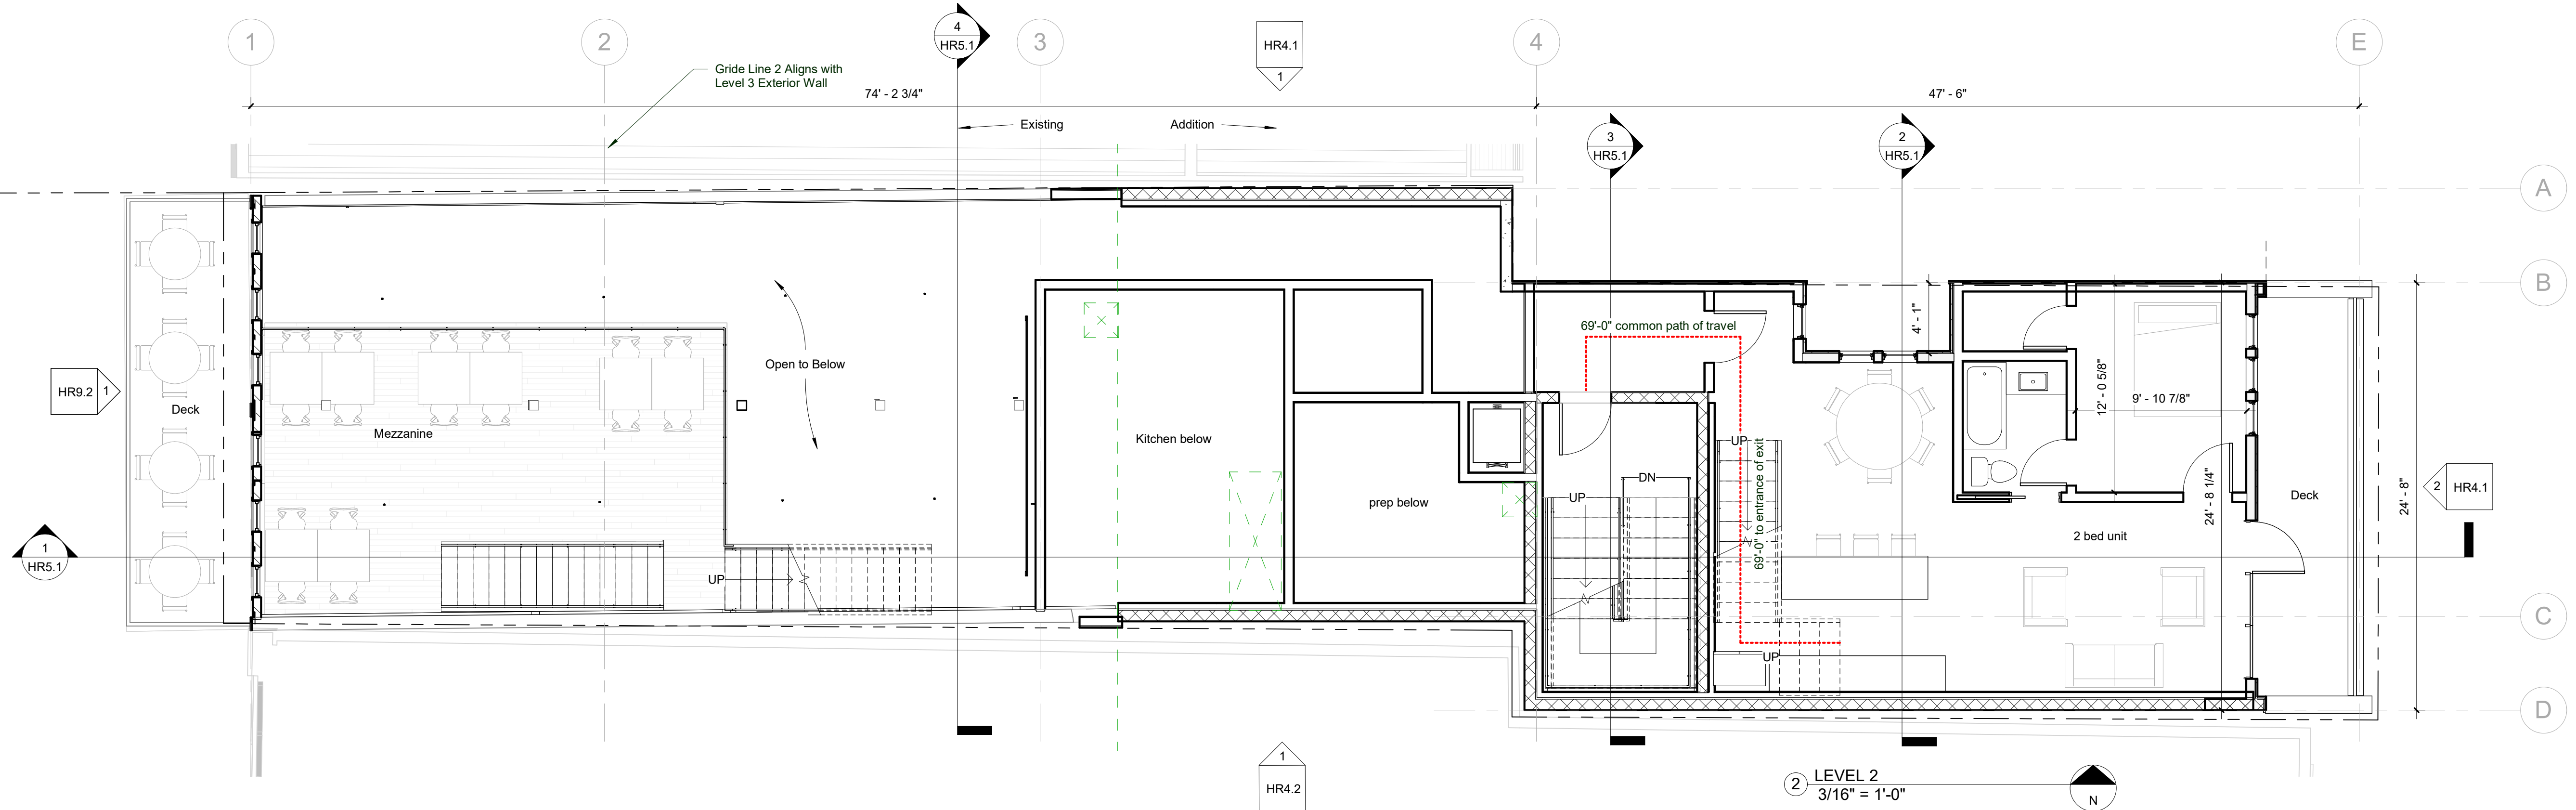 1
2
4
HR5.1
3
HR4.1
1
4
E
Gride Line 2 Aligns with
Level 3 Exterior Wall
74' - 2 3/4"
47' - 6"
Existing
Addition
3
HR5.1
2
HR5.1
A
B
69'-0" common path of travel
4' - 1"
Open to Below
HR9.2
1
Deck
Mezzanine
Kitchen below
prep below
12' - 0 5/8"
9' - 10 7/8"
UP
DN
UP
69'-0" to entrance of exit
24' - 8 1/4"
Deck
24' - 8"
2
HR4.1
1
HR5.1
2 bed unit
UP
UP
C
D
1
HR4.2
2
LEVEL 2
3/16" = 1'-0"
N